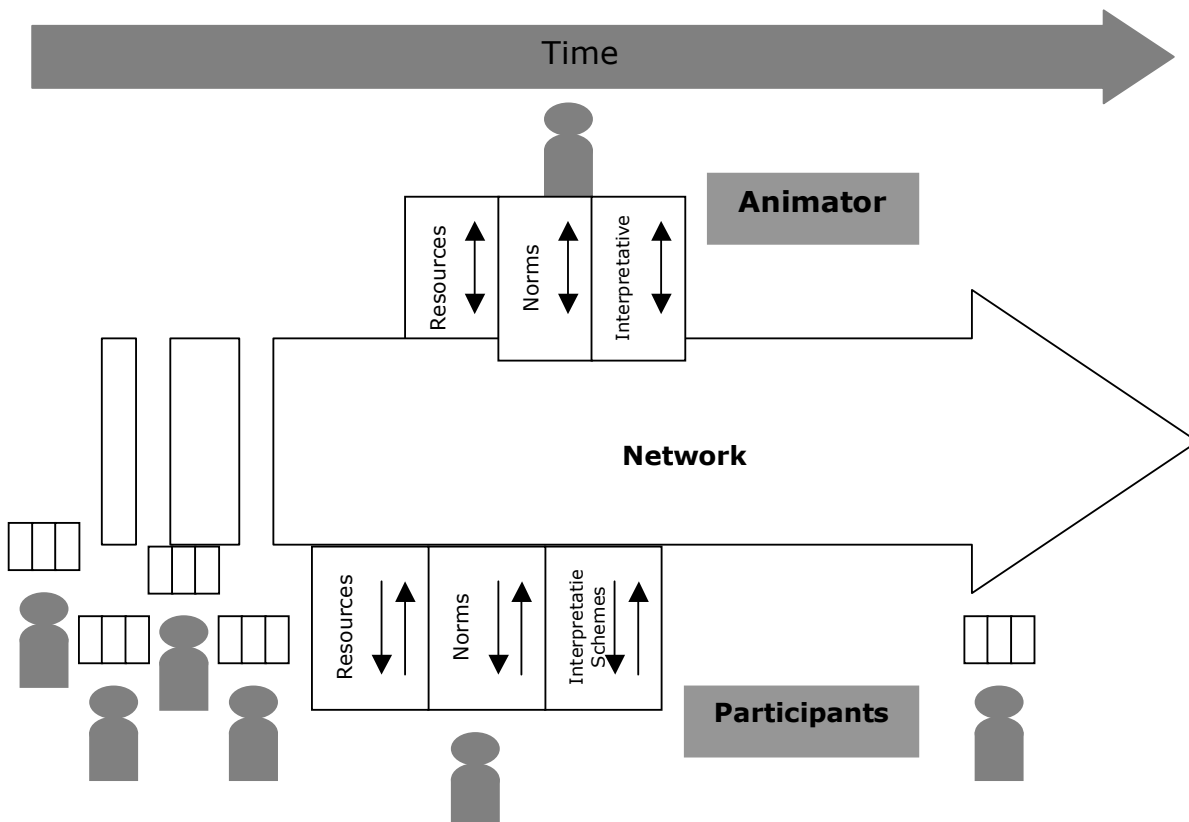 Time
Animator
Resources
Norms
Interpretative
Network
Resources
Norms
Interpretatie
Schemes
Participants